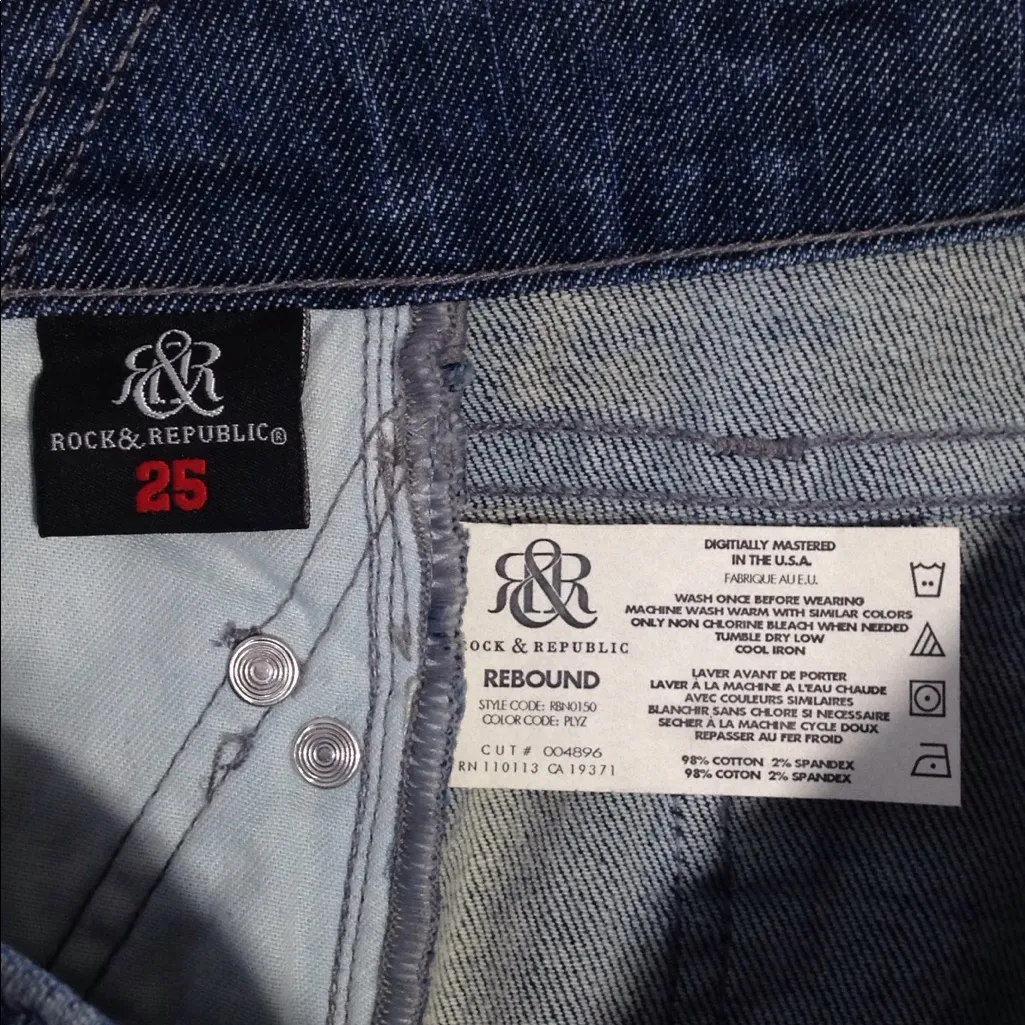 R&R
ROCK & REPUBLIC®
25
R&R
ROCK & REPUBLIC
REBOUND
STYLE CODE: RBN0150
COLOR CODE: PLYZ
CUT # 004896
RN 110113 CA 19371
DIGITIALLY MASTERED
IN THE U.S.A.
FABRIQUE AU E.U.
WASH ONCE BEFORE WEARING
MACHINE WASH WARM WITH SIMILAR COLORS
ONLY NON CHLORINE BLEACH WHEN NEEDED
TUMBLE DRY LOW
COOL IRON
LAVER AVANT DE PORTER
LAVER À LA MACHINE A L'EAU CHAUDE
AVEC COULEURS SIMILAIRES
BLANCHIR SANS CHLORE SI NECESSAIRE
SECHER À LA MACHINE CYCLE DOUX
REPASSER AU FER FROID
98% COTTON 2% SPANDEX
98% COTON 2% SPANDEX